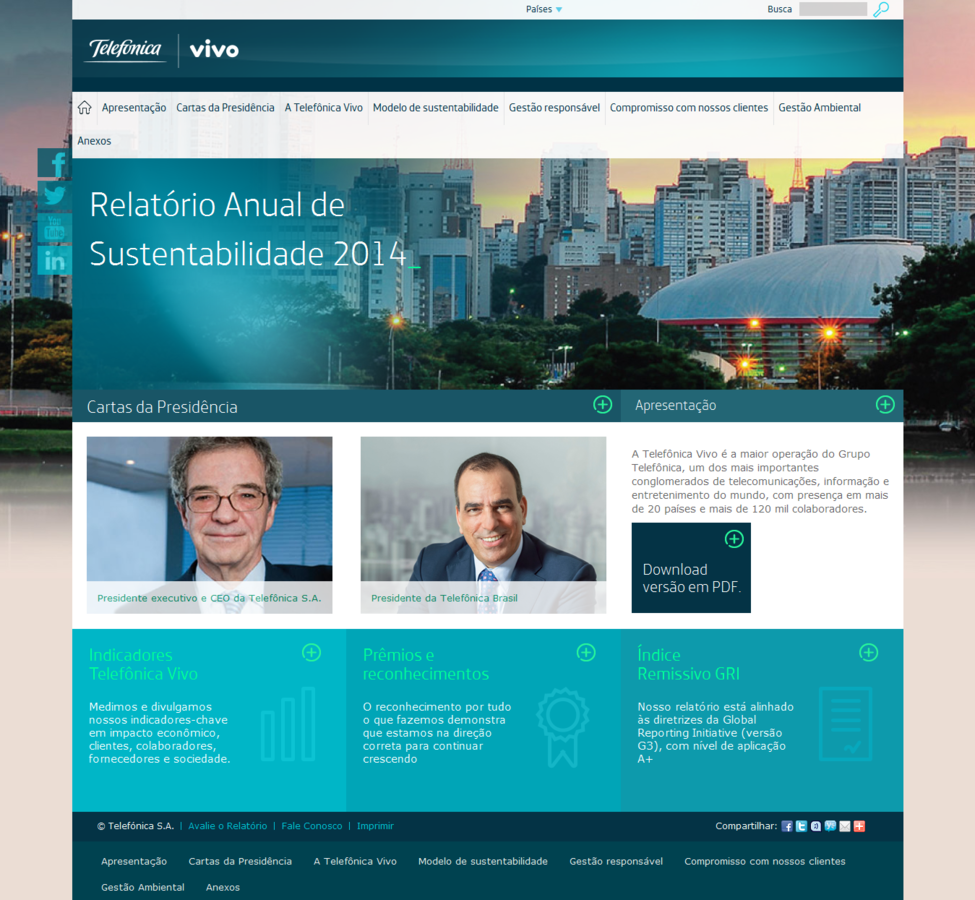 Países
Busca
Telefónica
vivo
Apresentação
Cartas da Presidência
A Telefônica Vivo
Modelo de sustentabilidade
Gestão responsável
Compromisso com nossos clientes
Gestão Ambiental
Anexos
f
You
Tube
in
Relatório Anual de
Sustentabilidade 2014_
Cartas da Presidência
Apresentação
Presidente executivo e CEO da Telefônica S.A.
Presidente da Telefônica Brasil
A Telefônica Vivo é a maior operação do Grupo
Telefônica, um dos mais importantes
conglomerados de telecomunicações, informação e
entretenimento do mundo, com presença em mais
de 20 países e mais de 120 mil colaboradores.
Download
versão em PDF.
Indicadores
Telefônica Vivo
Medimos e divulgamos
nossos indicadores-chave
em impacto econômico,
clientes, colaboradores,
fornecedores e sociedade.
Prêmios e
reconhecimentos
O reconhecimento por tudo
o que fazemos demonstra
que estamos na direção
correta para continuar
crescendo
Índice
Remissivo GRI
Nosso relatório está alinhado
às diretrizes da Global
Reporting Initiative (versão
G3), com nível de aplicação
A+
© Telefónica S.A. | Avalie o Relatório | Fale Conosco | Imprimir
Compartilhar:
Apresentação
Cartas da Presidência
A Telefônica Vivo
Modelo de sustentabilidade
Gestão responsável
Compromisso com nossos clientes
Gestão Ambiental
Anexos